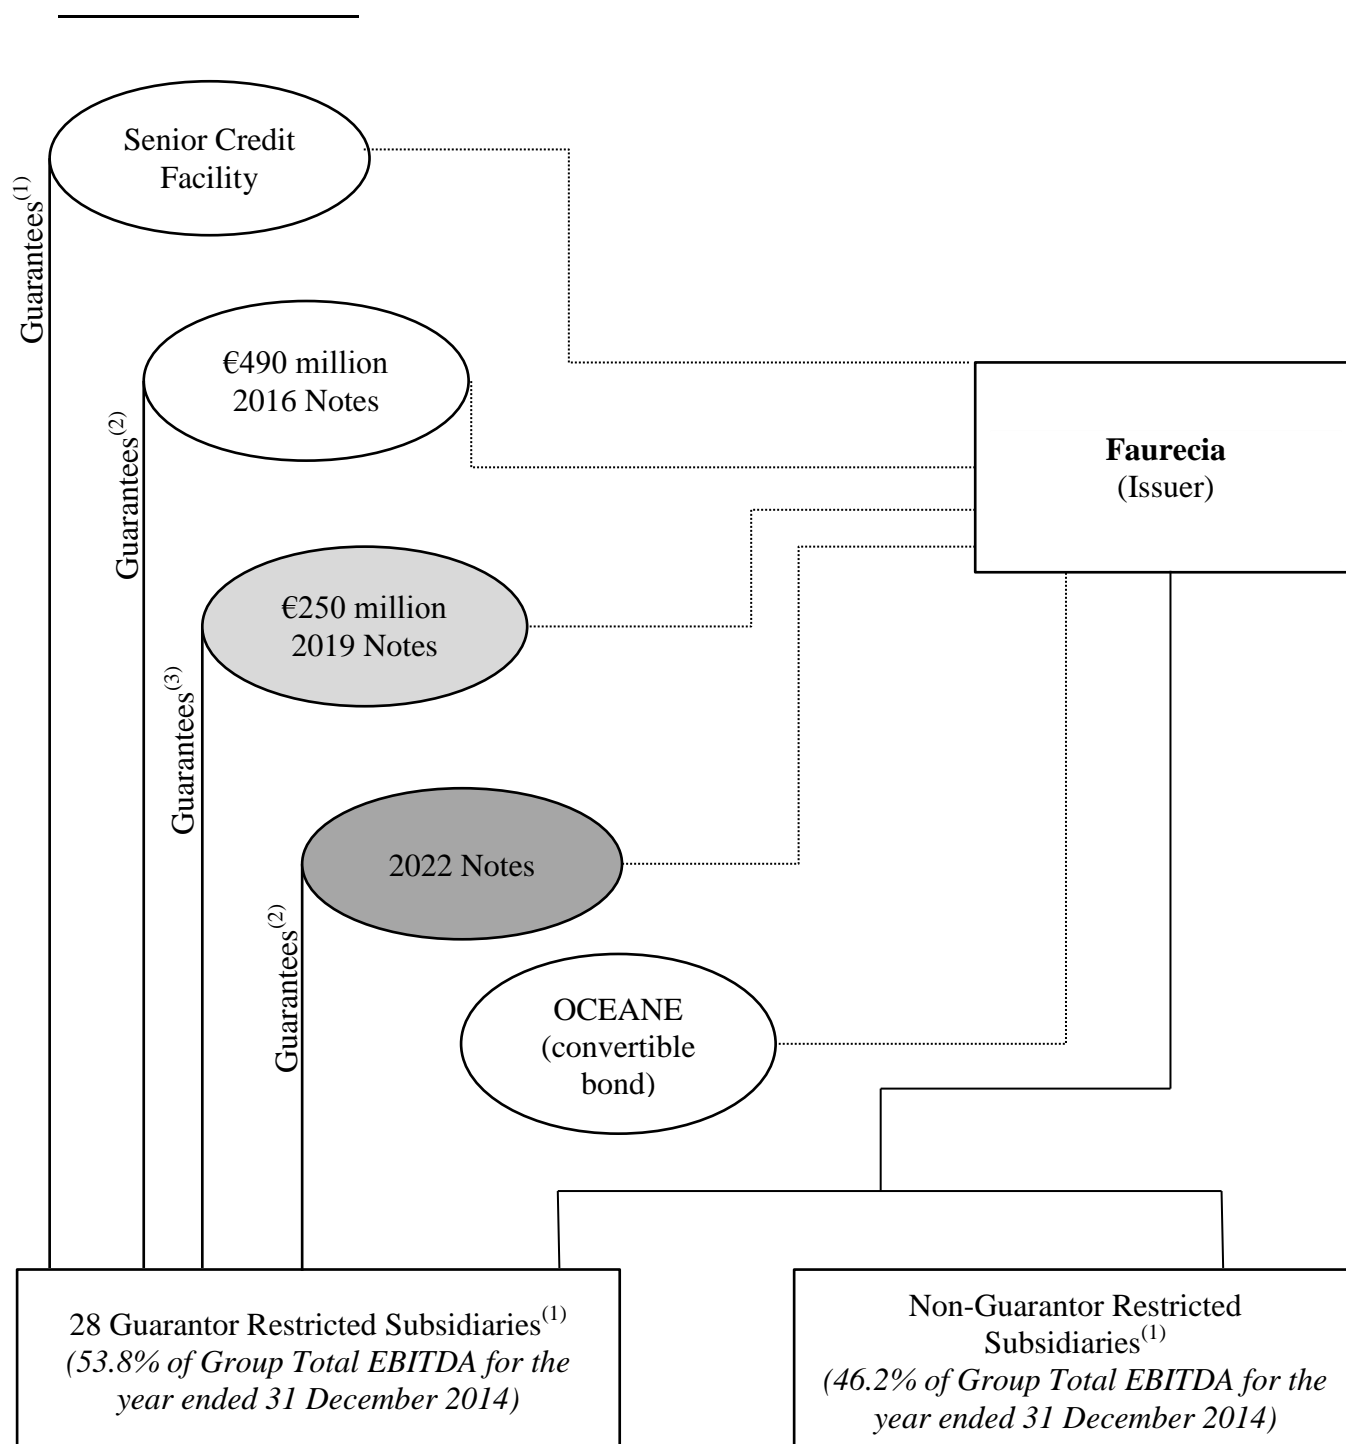 Senior Credit
Facility
Guarantees(1)
€490 million
2016 Notes
Guarantees(2)
Faurecia
(Issuer)
€250 million
2019 Notes
Guarantees(3)
2022 Notes
Guarantees(2)
OCEANE
(convertible
bond)
28 Guarantor Restricted Subsidiaries(1)
(53.8% of Group Total EBITDA for the
year ended 31 December 2014)
Non-Guarantor Restricted
Subsidiaries(1)
(46.2% of Group Total EBITDA for the
year ended 31 December 2014)